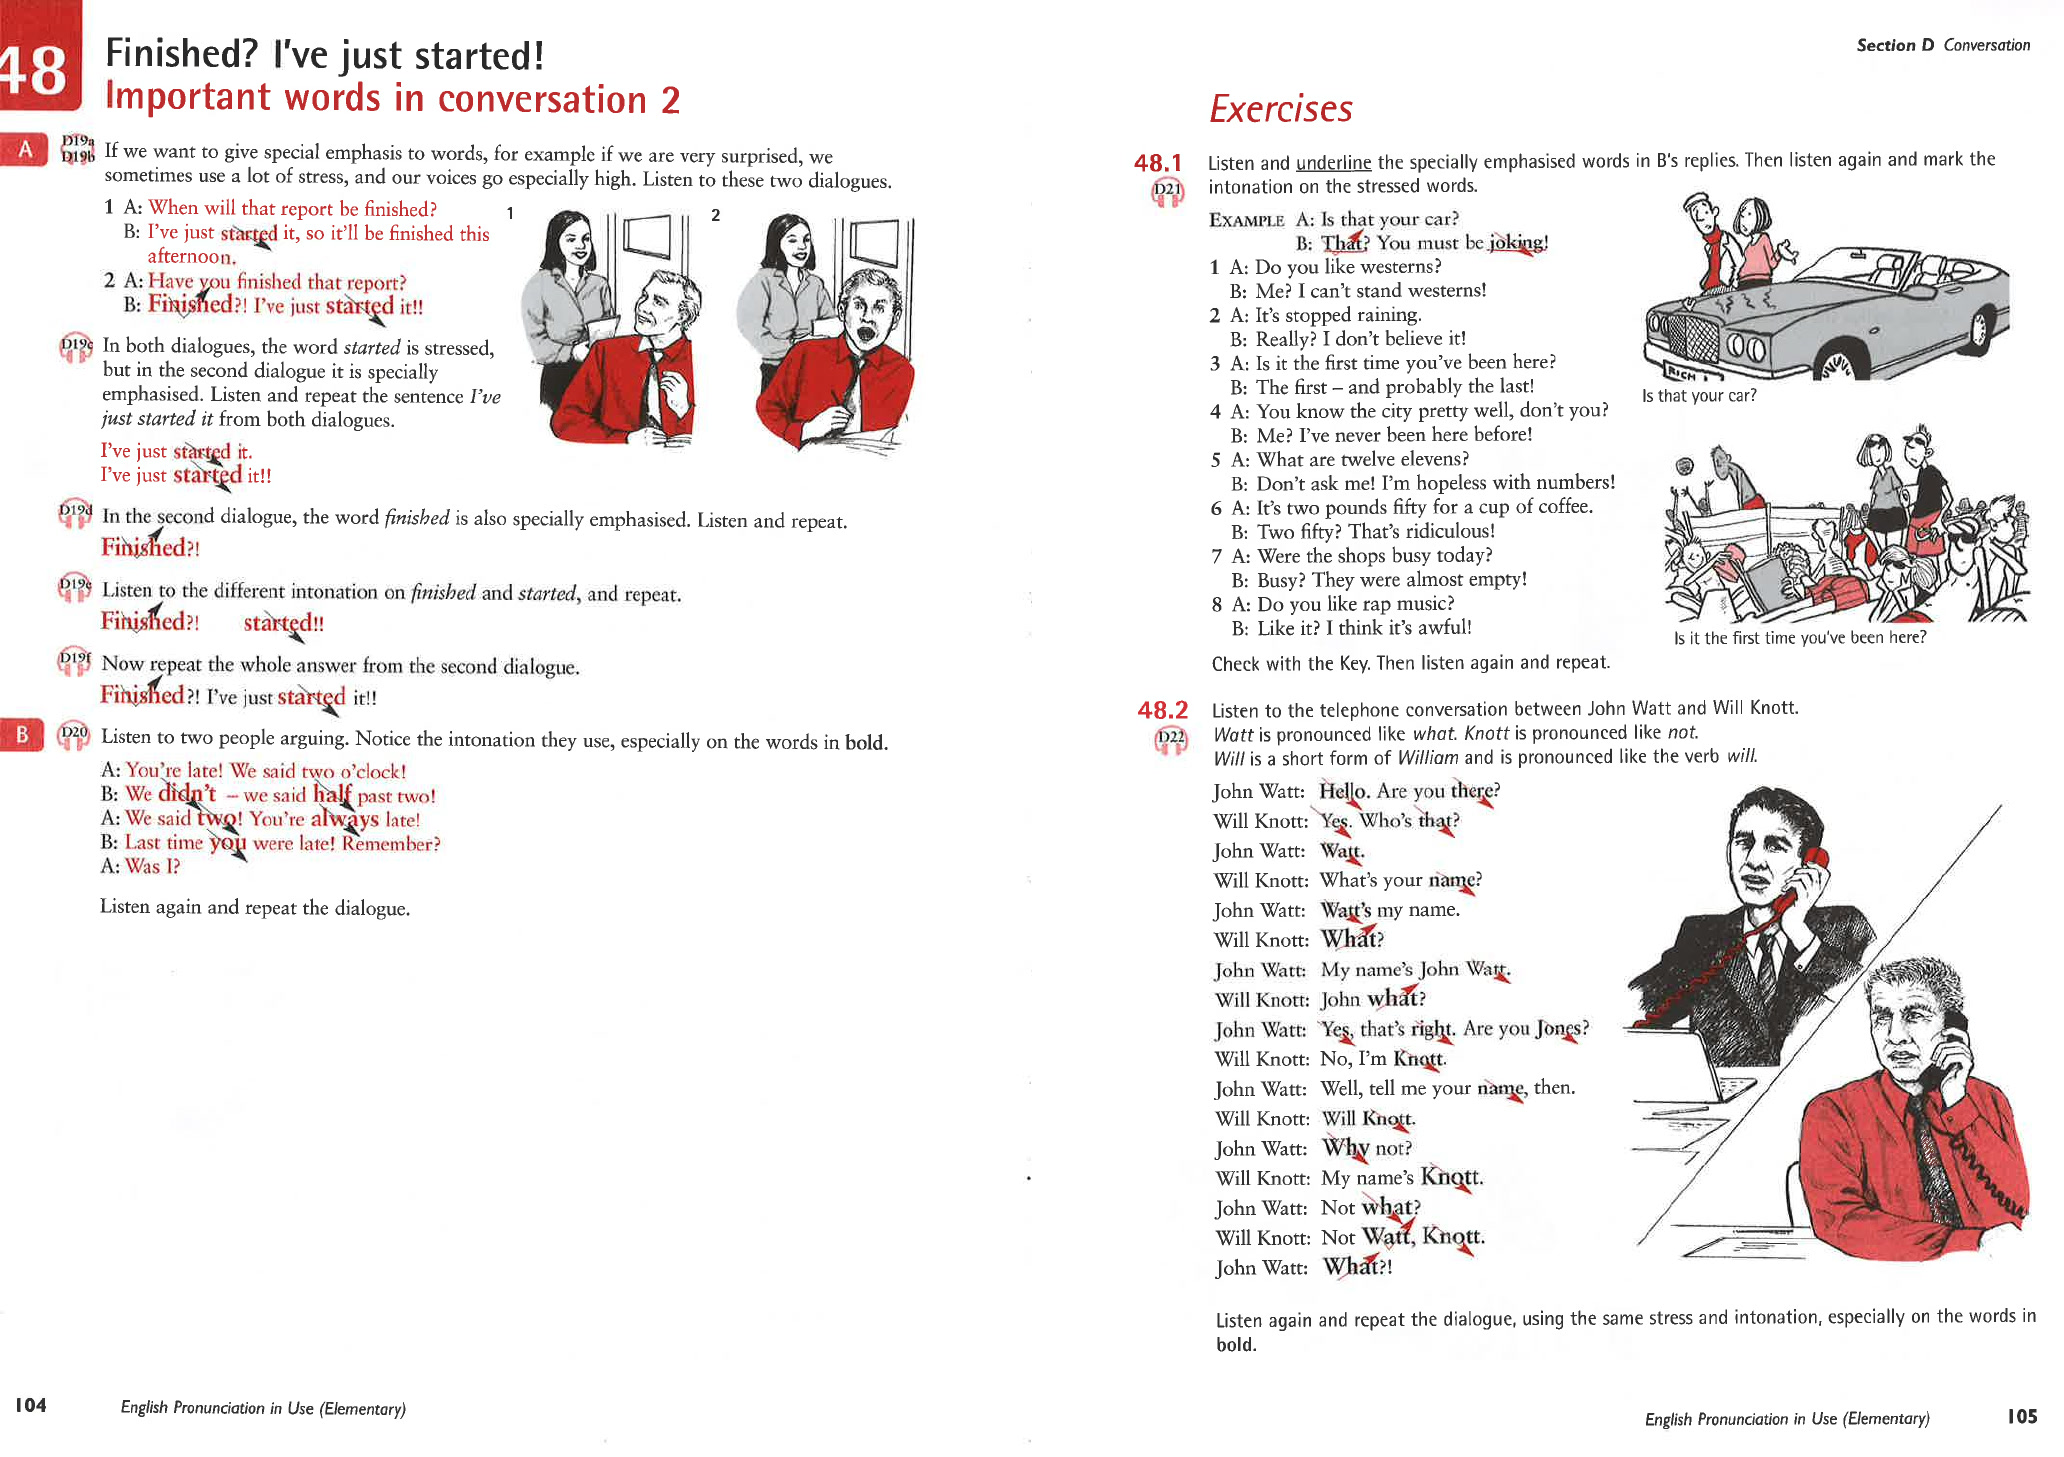 48
Finished? I've just started!
Important words in conversation 2
A
D19a
D19b
If we want to give special emphasis to words, for example if we are very surprised, we
sometimes use a lot of stress, and our voices go especially high. Listen to these two dialogues.
1 A: When will that report be finished?
B: I've just started it, so it'll be finished this
afternoon.
2 A: Have you finished that report?
B: Finished?! I've just started it!!
1
2
D19c
In both dialogues, the word started is stressed,
but in the second dialogue it is specially
emphasised. Listen and repeat the sentence I've
just started it from both dialogues.
I've just started it.
I've just started it!!
D19d
In the second dialogue, the word finished is also specially emphasised. Listen and repeat.
Finished?!
D19e
Listen to the different intonation on finished and started, and repeat.
Finished?! started!!
D19f
Now repeat the whole answer from the second dialogue.
Finished?! I've just started it!!
B
D20
Listen to two people arguing. Notice the intonation they use, especially on the words in bold.
A: You're late! We said two o'clock!
B: We didn't – we said half past two!
A: We said two! You're always late!
B: Last time you were late! Remember?
A: Was I?
Listen again and repeat the dialogue.
104
English Pronunciation in Use (Elementary)
Section D Conversation
Exercises
48.1
D21
Listen and underline the specially emphasised words in B's replies. Then listen again and mark the
intonation on the stressed words.
EXAMPLE A: Is that your car?
B: That? You must be joking!
1 A: Do you like westerns?
B: Me? I can't stand westerns!
2 A: It's stopped raining.
B: Really? I don't believe it!
3 A: Is it the first time you've been here?
B: The first – and probably the last!
4 A: You know the city pretty well, don't you?
B: Me? I've never been here before!
5 A: What are twelve elevens?
B: Don't ask me! I'm hopeless with numbers!
6 A: It's two pounds fifty for a cup of coffee.
B: Two fifty? That's ridiculous!
7 A: Were the shops busy today?
B: Busy? They were almost empty!
8 A: Do you like rap music?
B: Like it? I think it's awful!
Check with the Key. Then listen again and repeat.
RICH 1
Is that your car?
Is it the first time you've been here?
48.2
D22
Listen to the telephone conversation between John Watt and Will Knott.
Watt is pronounced like what. Knott is pronounced like not.
Will is a short form of William and is pronounced like the verb will.
John Watt: Hello. Are you there?
Will Knott: Yes. Who's that?
John Watt: Watt.
Will Knott: What's your name?
John Watt: Watt's my name.
Will Knott: What?
John Watt: My name's John Watt.
Will Knott: John what?
John Watt: Yes, that's right. Are you Jones?
Will Knott: No, I'm Knott.
John Watt: Well, tell me your name, then.
Will Knott: Will Knott.
John Watt: Why not?
Will Knott: My name's Knott.
John Watt: Not what?
Will Knott: Not Watt, Knott.
John Watt: What?!
Listen again and repeat the dialogue, using the same stress and intonation, especially on the words in
bold.
English Pronunciation in Use (Elementary)
105